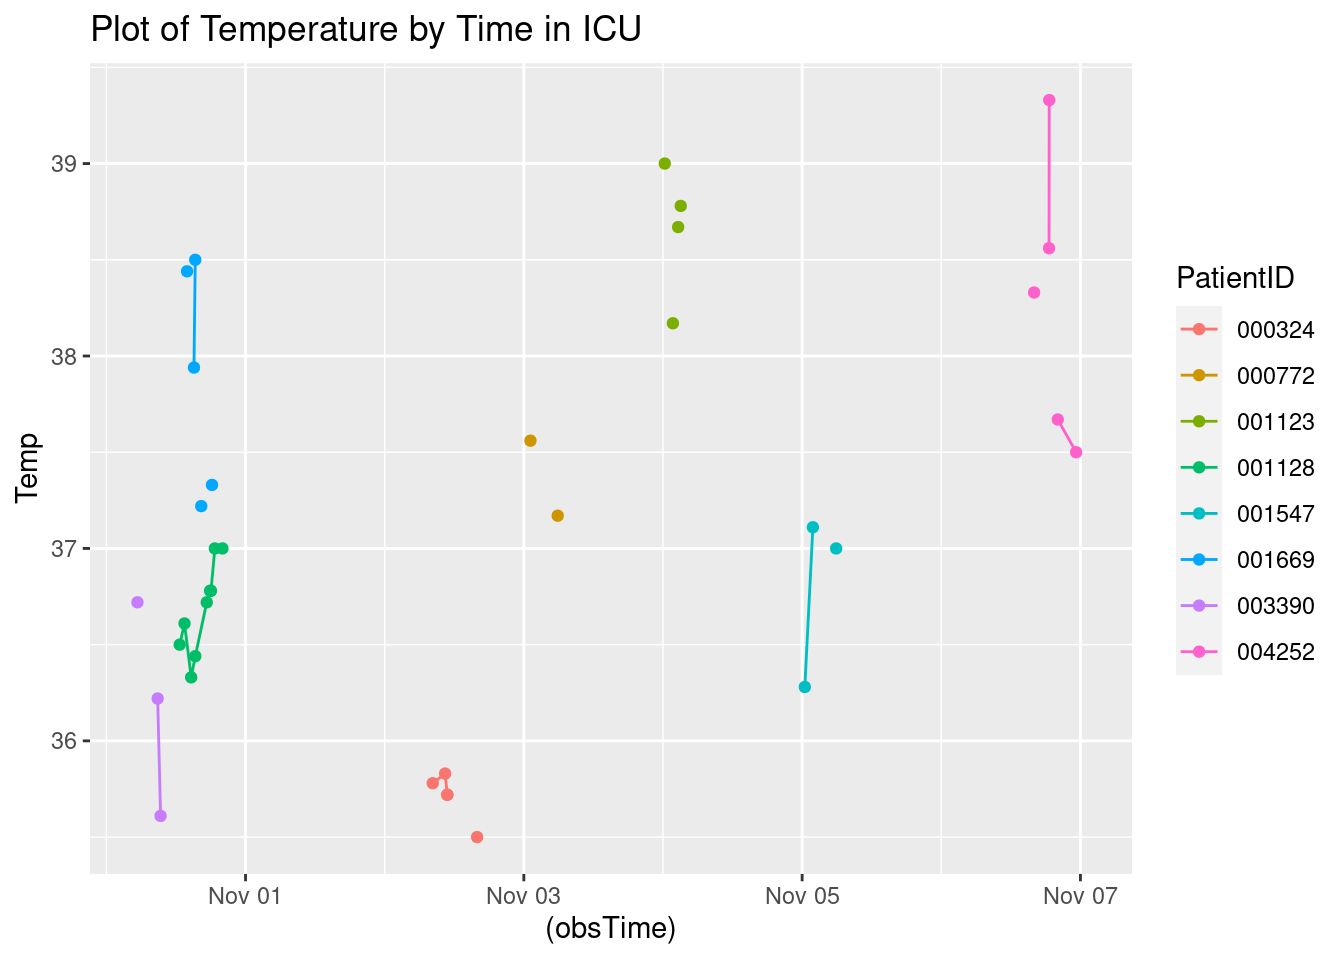 Plot of Temperature by Time in ICU
Temp
39
38
37
36
Nov 01
Nov 03
Nov 05
Nov 07
(obsTime)
PatientID
000324
000772
001123
001128
001547
001669
003390
004252